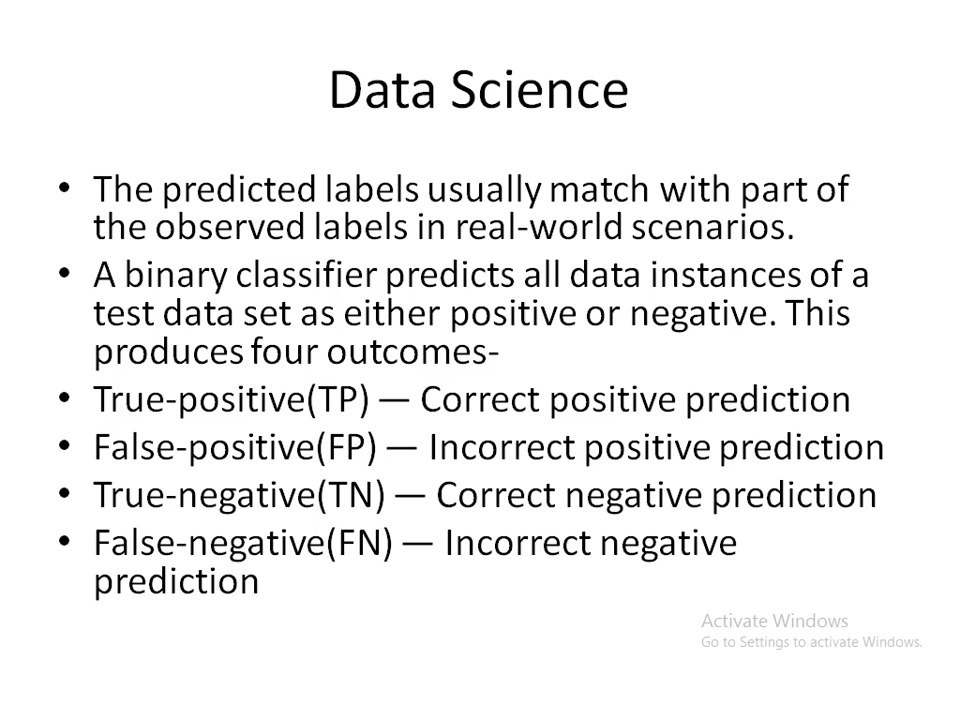 Data Science
• The predicted labels usually match with part of
the observed labels in real-world scenarios.
• A binary classifier predicts all data instances of a
test data set as either positive or negative. This
produces four outcomes-
• True-positive(TP) — Correct positive prediction
• False-positive(FP) — Incorrect positive prediction
• True-negative(TN) — Correct negative prediction
• False-negative(FN) — Incorrect negative
prediction
Activate Windows
Go to Settings to activate Windows.